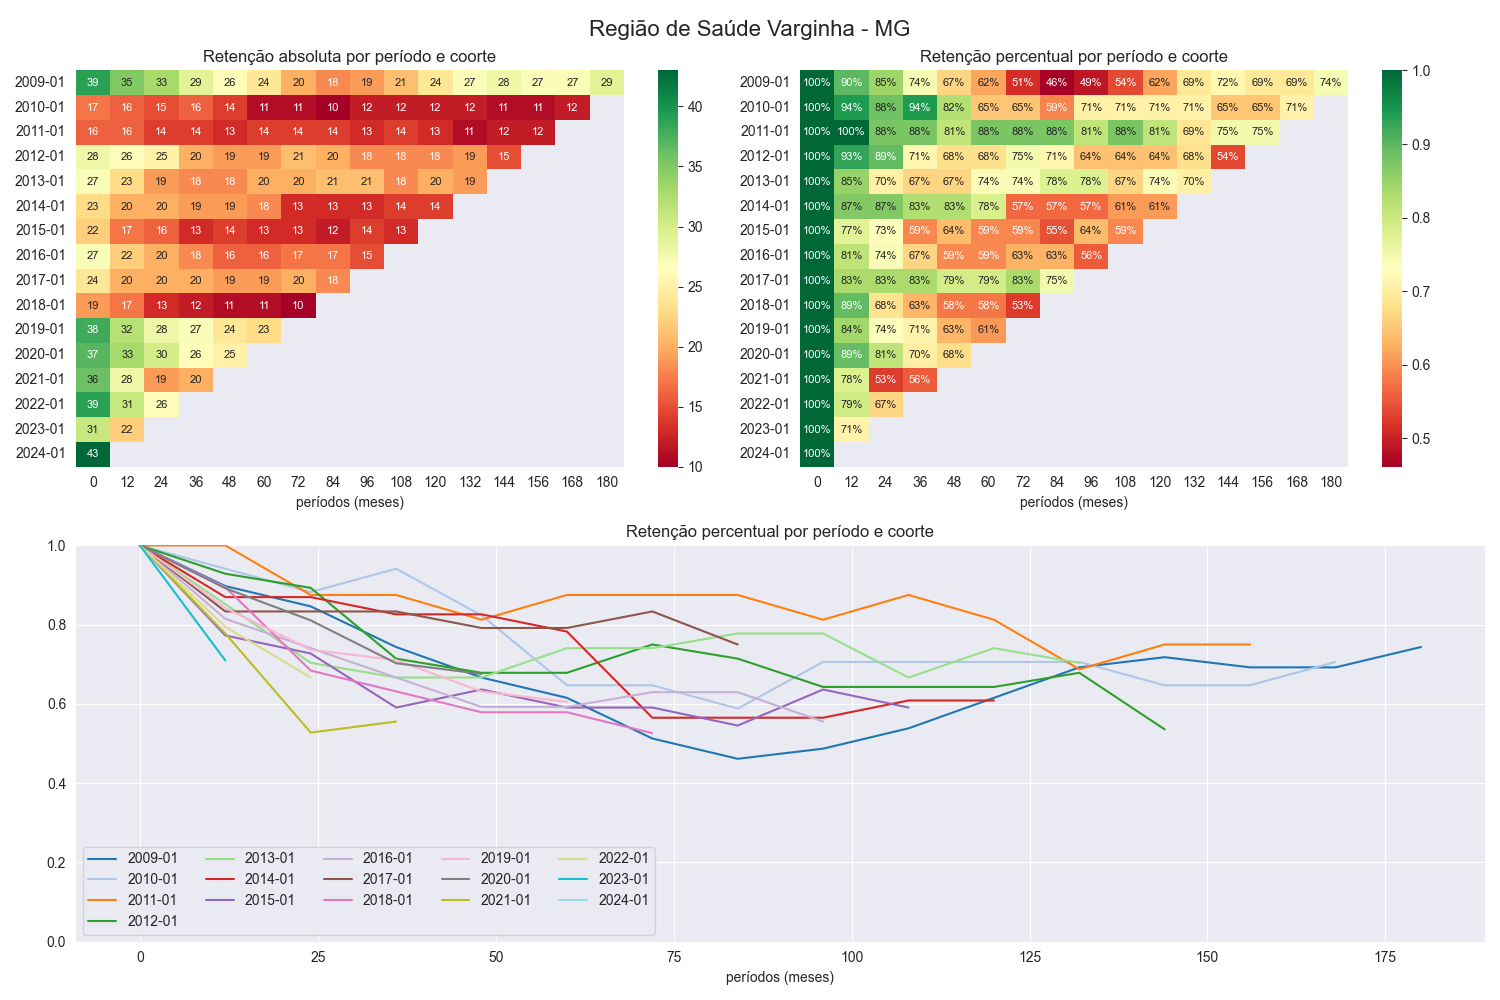 Região de Saúde Varginha - MG
Retenção absoluta por período e coorte
2009-01 39 35 33 29 26 24 20 18 19 21 24 27 28 27 27 29
2010-01 17 16 15 16 14 11 11 10 12 12 12 12 11 11 12
2011-01 16 16 14 14 13 14 14 14 13 14 13 11 12 12
2012-01 28 26 25 20 19 19 21 20 18 18 18 19 15
2013-01 27 23 19 18 18 20 20 21 21 18 20 19
2014-01 23 20 20 19 19 18 13 13 13 14 14
2015-01 22 17 16 13 14 13 13 12 14 13
2016-01 27 22 20 18 16 16 17 17 15
2017-01 24 20 20 20 19 19 20 18
2018-01 19 17 13 12 11 11 10
2019-01 38 32 28 27 24 23
2020-01 37 33 30 26 25
2021-01 36 28 19 20
2022-01 39 31 26
2023-01 31 22
2024-01 43
0 12 24 36 48 60 72 84 96 108 120 132 144 156 168 180
períodos (meses)
40
35
30
25
20
15
10
Retenção percentual por período e coorte
2009-01 100% 90% 85% 74% 67% 62% 51% 46% 49% 54% 62% 69% 72% 69% 69% 74%
2010-01 100% 94% 88% 94% 82% 65% 65% 59% 71% 71% 71% 71% 65% 65% 71%
2011-01 100% 100% 88% 88% 81% 88% 88% 88% 81% 88% 81% 69% 75% 75%
2012-01 100% 93% 89% 71% 68% 68% 75% 71% 64% 64% 64% 68% 54%
2013-01 100% 85% 70% 67% 67% 74% 74% 78% 78% 67% 74% 70%
2014-01 100% 87% 87% 83% 83% 78% 57% 57% 57% 61% 61%
2015-01 100% 77% 73% 59% 64% 59% 59% 55% 64% 59%
2016-01 100% 81% 74% 67% 59% 59% 63% 63% 56%
2017-01 100% 83% 83% 83% 79% 79% 83% 75%
2018-01 100% 89% 68% 63% 58% 58% 53%
2019-01 100% 84% 74% 71% 63% 61%
2020-01 100% 89% 81% 70% 68%
2021-01 100% 78% 53% 56%
2022-01 100% 79% 67%
2023-01 100% 71%
2024-01 100%
0 12 24 36 48 60 72 84 96 108 120 132 144 156 168 180
períodos (meses)
1.0
0.9
0.8
0.7
0.6
0.5
Retenção percentual por período e coorte
1.0
0.8
0.6
0.4
0.2
0.0
2009-01 2013-01 2016-01 2019-01 2022-01
2010-01 2014-01 2017-01 2020-01 2023-01
2011-01 2015-01 2018-01 2021-01 2024-01
2012-01
0 25 50 75 100 125 150 175
períodos (meses)